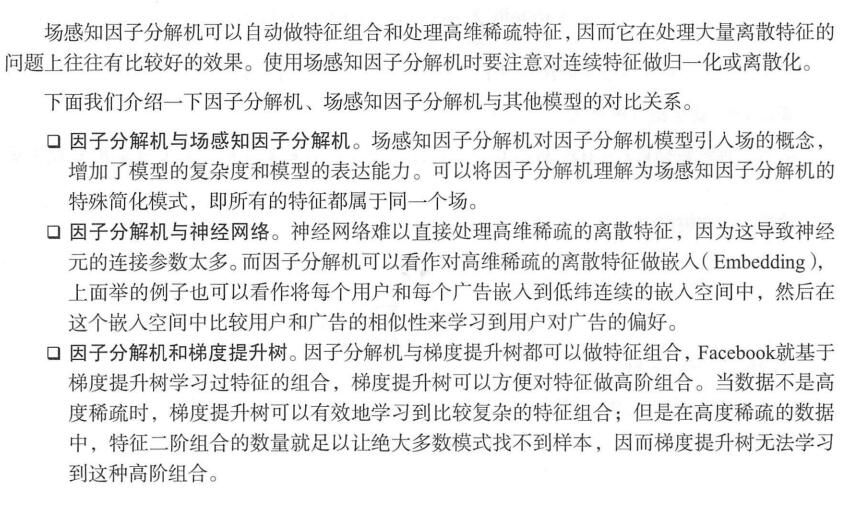 场感知因子分解机可以自动做特征组合和处理高维稀疏特征，因而它在处理大量离散特征的
问题上往往有比较好的效果。使用场感知因子分解机时要注意对连续特征做归一化或离散化。
下面我们介绍一下因子分解机、场感知因子分解机与其他模型的对比关系。
❑ 因子分解机与场感知因子分解机。场感知因子分解机对因子分解机模型引入场的概念，
增加了模型的复杂度和模型的表达能力。可以将因子分解机理解为场感知因子分解机的
特殊简化模式，即所有的特征都属于同一个场。
❑ 因子分解机与神经网络。神经网络难以直接处理高维稀疏的离散特征，因为这导致神经
元的连接参数太多。而因子分解机可以看作对高维稀疏的离散特征做嵌入（Embedding），
上面举的例子也可以看作将每个用户和每个广告嵌入到低纬连续的嵌入空间中，然后在
这个嵌入空间中比较用户和广告的相似性来学习到用户对广告的偏好。
❑ 因子分解机和梯度提升树。因子分解机与梯度提升树都可以做特征组合，Facebook就基于
梯度提升树学习过特征的组合，梯度提升树可以方便对特征做高阶组合。当数据不是高
度稀疏时，梯度提升树可以有效地学习到比较复杂的特征组合；但是在高度稀疏的数据
中，特征二阶组合的数量就足以让绝大多数模式找不到样本，因而梯度提升树无法学习
到这种高阶组合。